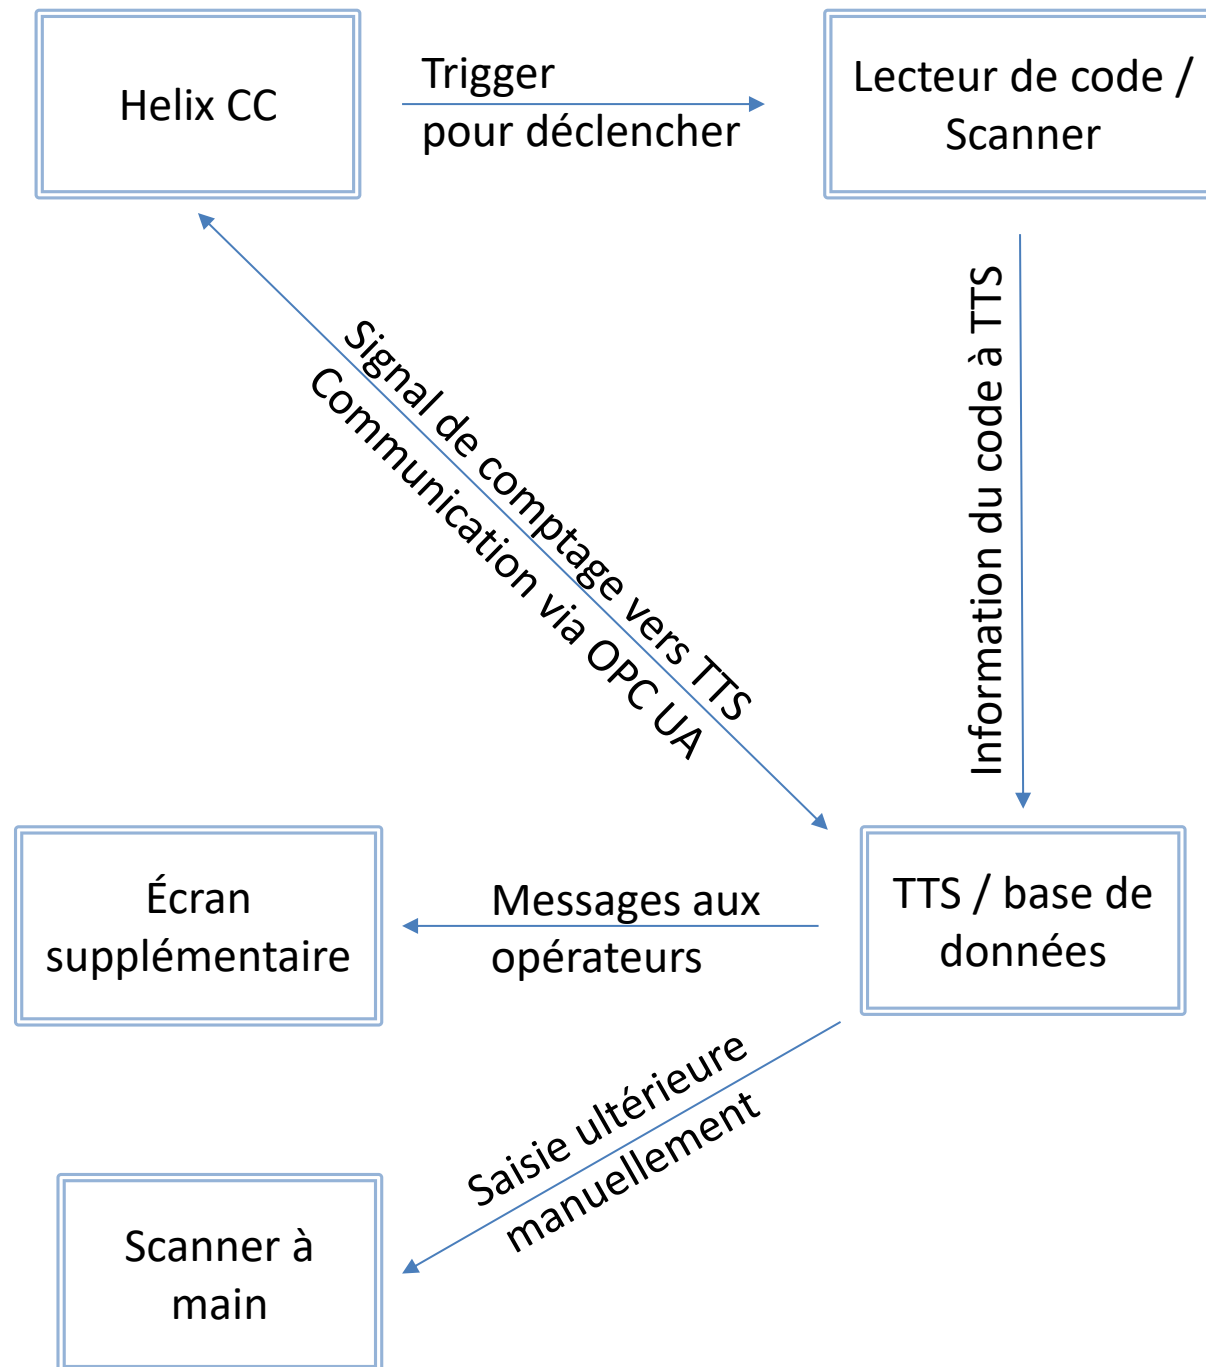 Helix CC
Trigger
pour déclencher
Lecteur de code /
Scanner
Signal de comptage vers TTS
Communication via OPC UA
Information du code à TTS
Écran
supplémentaire
Messages aux
opérateurs
TTS / base de
données
Saisie ultérieure
manuellement
Scanner à
main